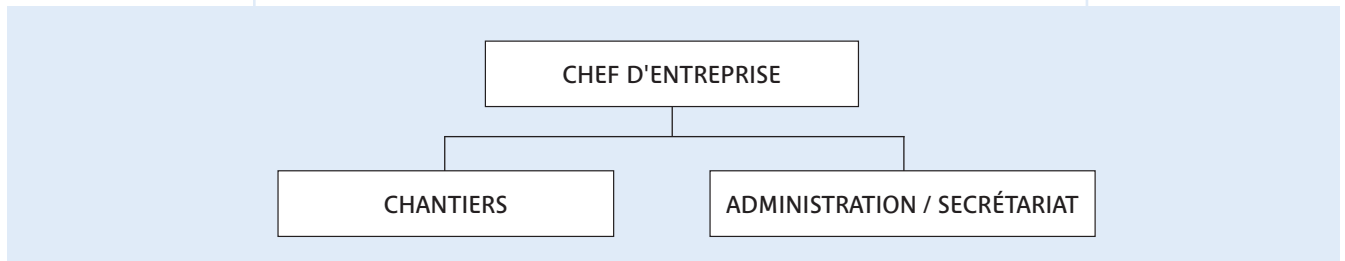 CHEF D'ENTREPRISE
CHANTIERS
ADMINISTRATION / SECRÉTARIAT